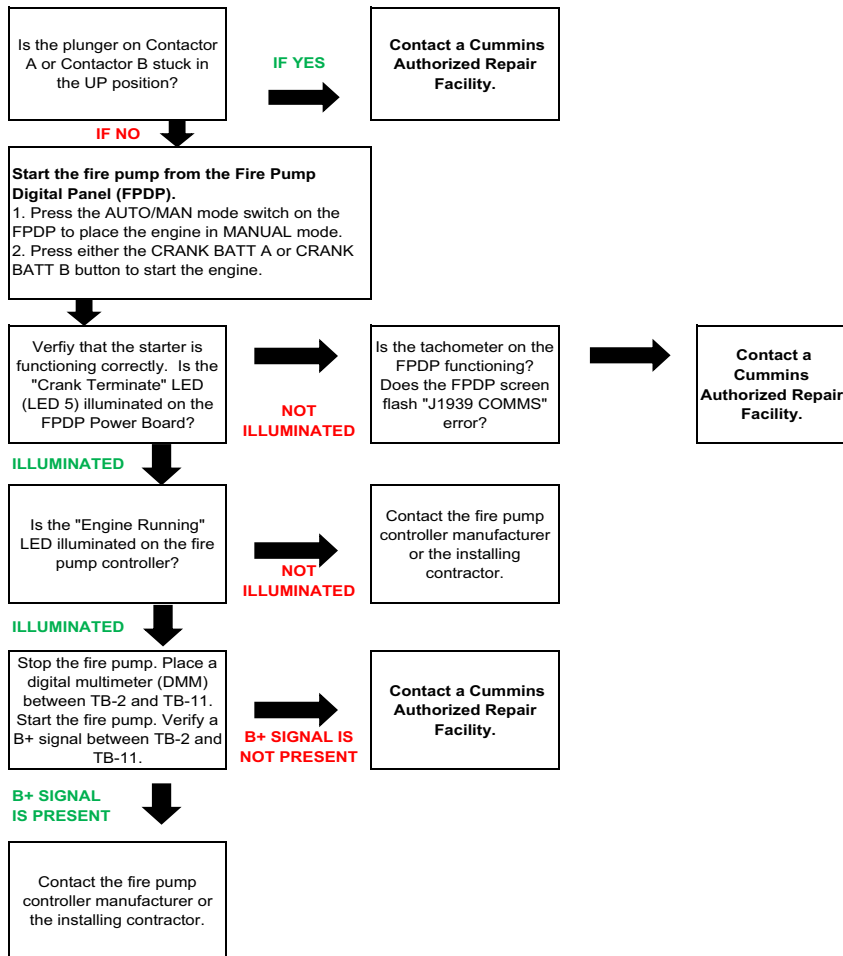 Is the plunger on Contactor
A or Contactor B stuck in
the UP position?
IF YES
Contact a Cummins
Authorized Repair
Facility.
IF NO
Start the fire pump from the Fire Pump
Digital Panel (FPDP).
1. Press the AUTO/MAN mode switch on the
FPDP to place the engine in MANUAL mode.
2. Press either the CRANK BATT A or CRANK
BATT B button to start the engine.
Verfiy that the starter is
functioning correctly.  Is the
"Crank Terminate" LED
(LED 5) illuminated on the
FPDP Power Board?
NOT
ILLUMINATED
Is the tachometer on the
FPDP functioning?
Does the FPDP screen
flash "J1939 COMMS"
error?
Contact a
Cummins
Authorized Repair
Facility.
ILLUMINATED
Is the "Engine Running"
LED illuminated on the fire
pump controller?
NOT
ILLUMINATED
Contact the fire pump
controller manufacturer
or the installing
contractor.
ILLUMINATED
Stop the fire pump. Place a
digital multimeter (DMM)
between TB-2 and TB-11.
Start the fire pump. Verify a
B+ signal between TB-2 and
TB-11.
B+ SIGNAL IS
NOT PRESENT
Contact a Cummins
Authorized Repair
Facility.
B+ SIGNAL
IS PRESENT
Contact the fire pump
controller manufacturer or
the installing contractor.